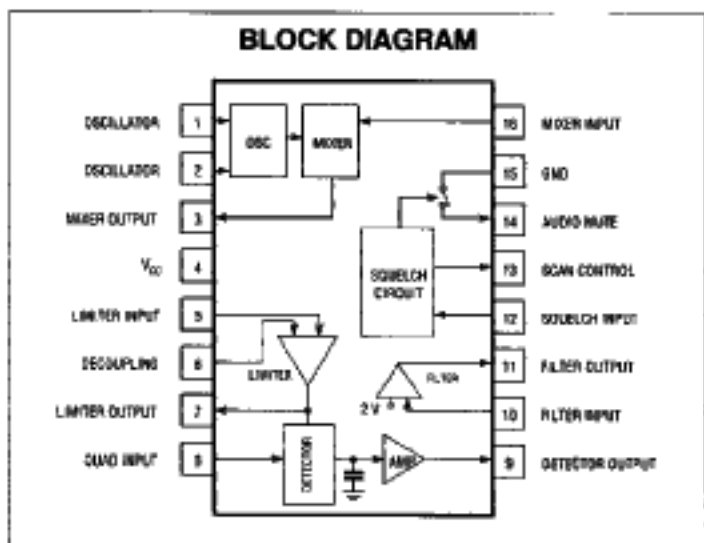 BLOCK DIAGRAM
OSCILLATOR 1
OSCILLATOR 2
MIXER OUTPUT 3
VCC 4
LIMITER INPUT 5
DECOUPLING 6
LIMITER OUTPUT 7
QUAD INPUT 8
OSC
MIXER
SQUELCH
CIRCUIT
LIMITER
FILTER
2 V
DETECTOR
AMP
16 MIXER INPUT
15 GND
14 AUDIO MUTE
13 SCAN CONTROL
12 SQUELCH INPUT
11 FILTER OUTPUT
10 FILTER INPUT
9 DETECTOR OUTPUT